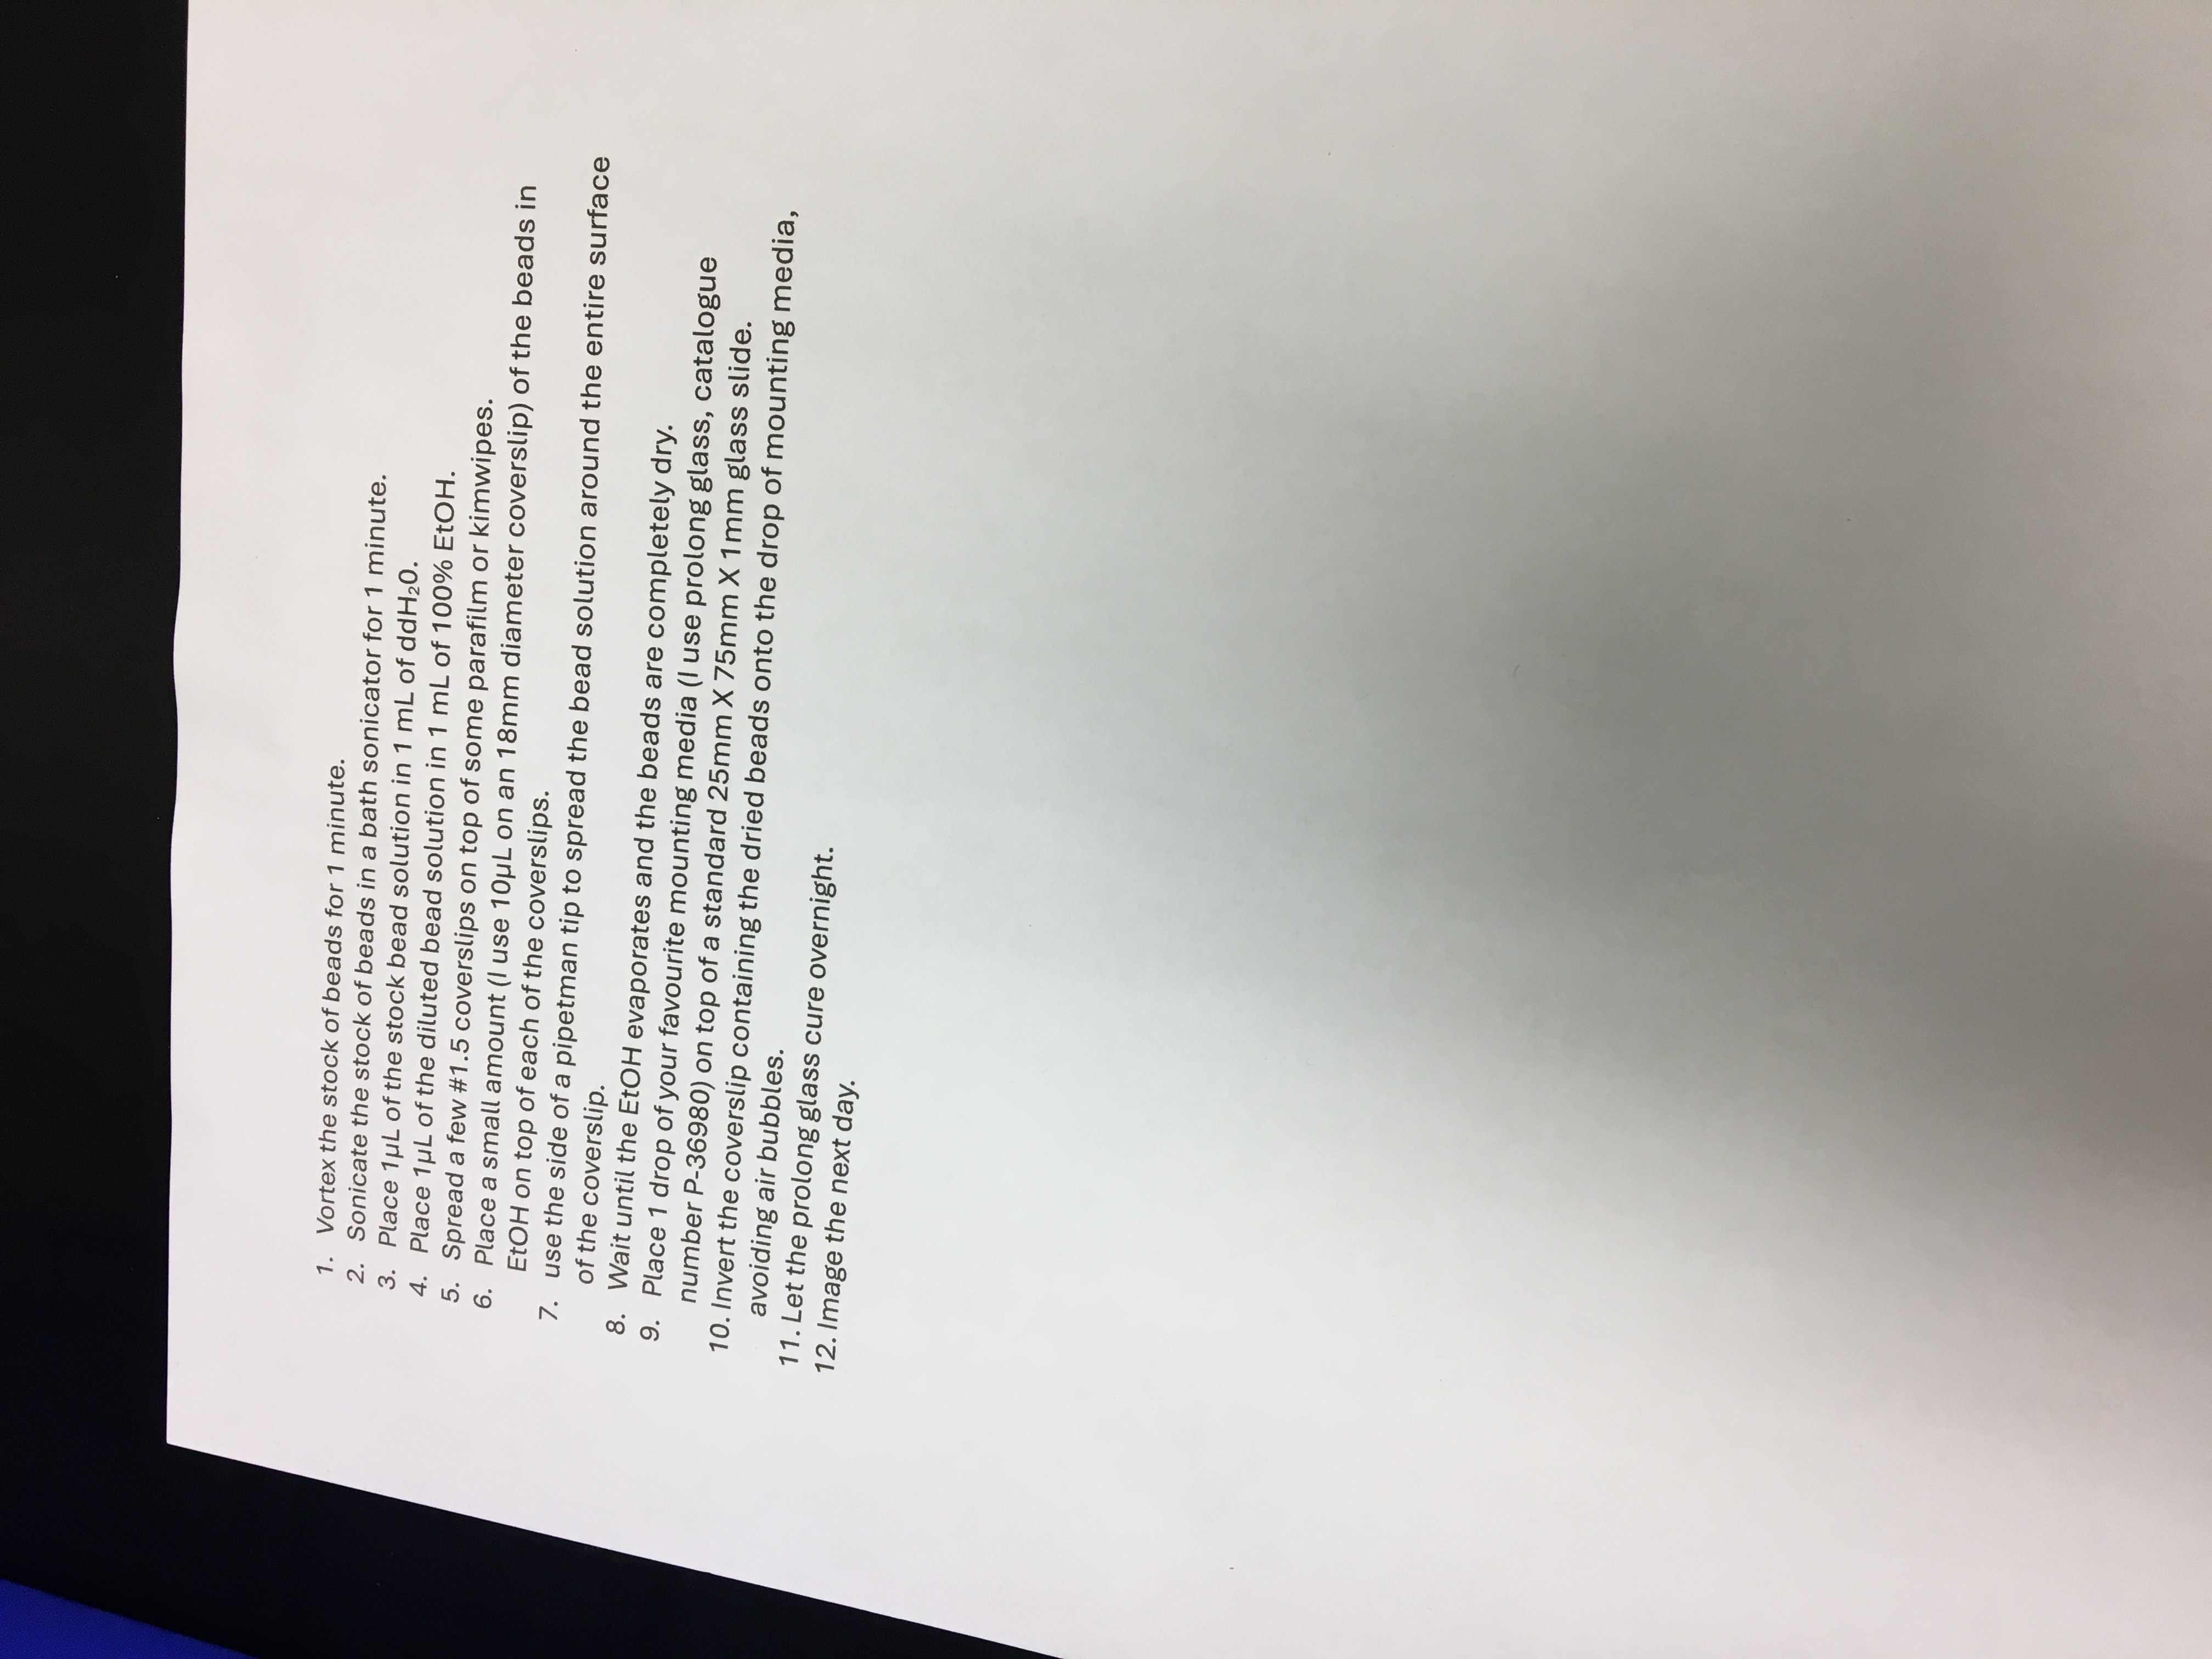 1. Vortex the stock of beads for 1 minute.
2. Sonicate the stock of beads in a bath sonicator for 1 minute.
3. Place 1µL of the stock bead solution in 1 mL of ddH₂0.
4. Place 1µL of the diluted bead solution in 1 mL of 100% EtOH.
5. Spread a few #1.5 coverslips on top of some parafilm or kimwipes.
6. Place a small amount (I use 10µL on an 18mm diameter coverslip) of the beads in
EtOH on top of each of the coverslips.
7. use the side of a pipetman tip to spread the bead solution around the entire surface
of the coverslip.
8. Wait until the EtOH evaporates and the beads are completely dry.
9. Place 1 drop of your favourite mounting media (I use prolong glass, catalogue
number P-36980) on top of a standard 25mm X 75mm X 1mm glass slide.
10. Invert the coverslip containing the dried beads onto the drop of mounting media,
avoiding air bubbles.
11. Let the prolong glass cure overnight.
12. Image the next day.